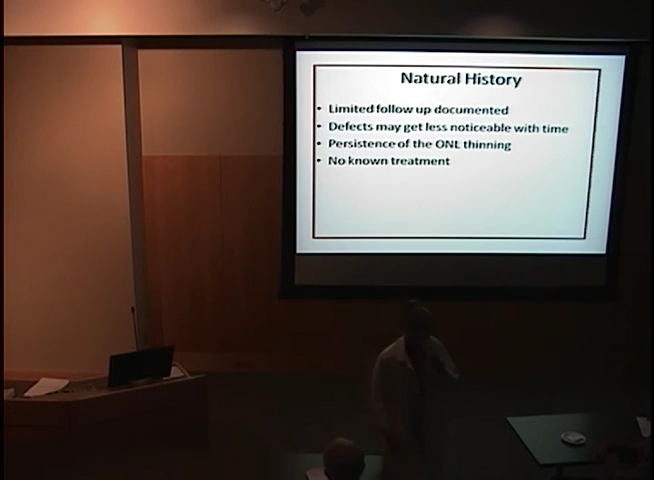 Natural History
• Limited follow up documented
• Defects may get less noticeable with time
• Persistence of the ONL thinning
• No known treatment